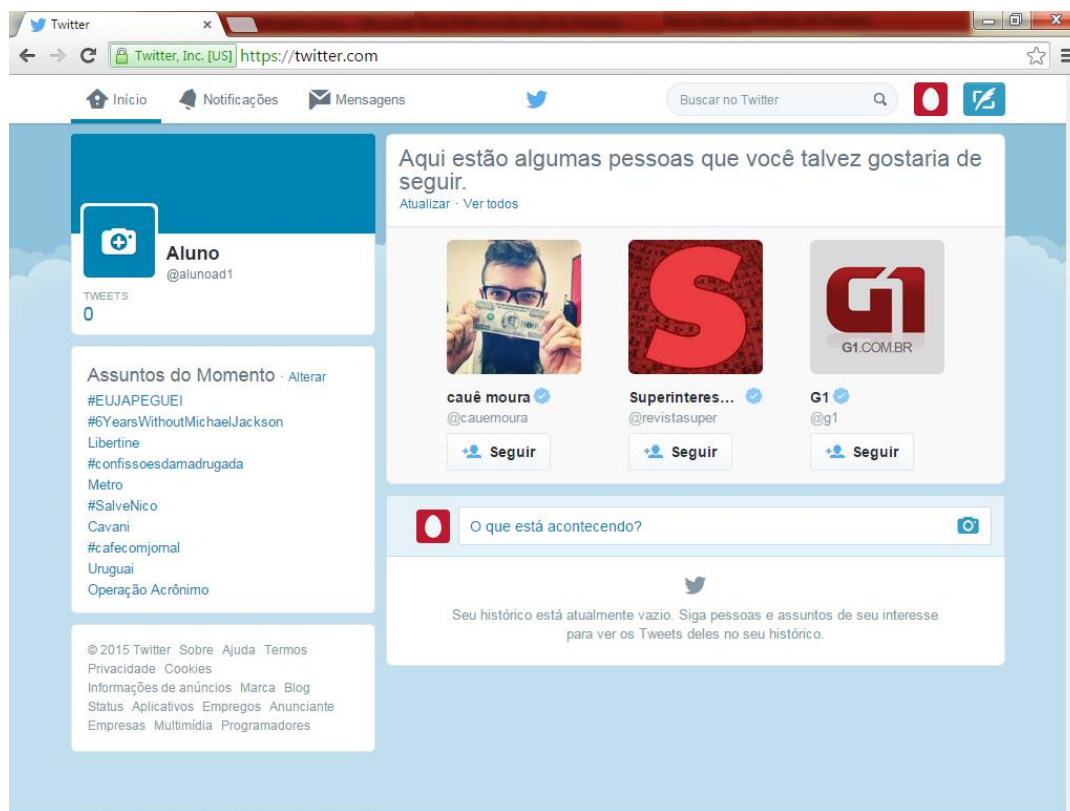 Twitter
Twitter, Inc. [US] https://twitter.com
Início Notificações Mensagens Buscar no Twitter
Aluno
@alunoad1
TWEETS
0
Assuntos do Momento · Alterar
#EUJAPEGUEI
#6YearsWithoutMichaelJackson
Libertine
#confissoesdamadrugada
Metro
#SalveNico
Cavani
#cafecomjornal
Uruguai
Operação Acrônimo
© 2015 Twitter Sobre Ajuda Termos
Privacidade Cookies
Informações de anúncios Marca Blog
Status Aplicativos Empregos Anunciante
Empresas Multimídia Programadores
Aqui estão algumas pessoas que você talvez gostaria de
seguir.
Atualizar · Ver todos
S
G1
G1.COM.BR
cauê moura Superinteres... G1
@cauemoura @revistasuper @g1
Seguir Seguir Seguir
O que está acontecendo?
Seu histórico está atualmente vazio. Siga pessoas e assuntos de seu interesse
para ver os Tweets deles no seu histórico.